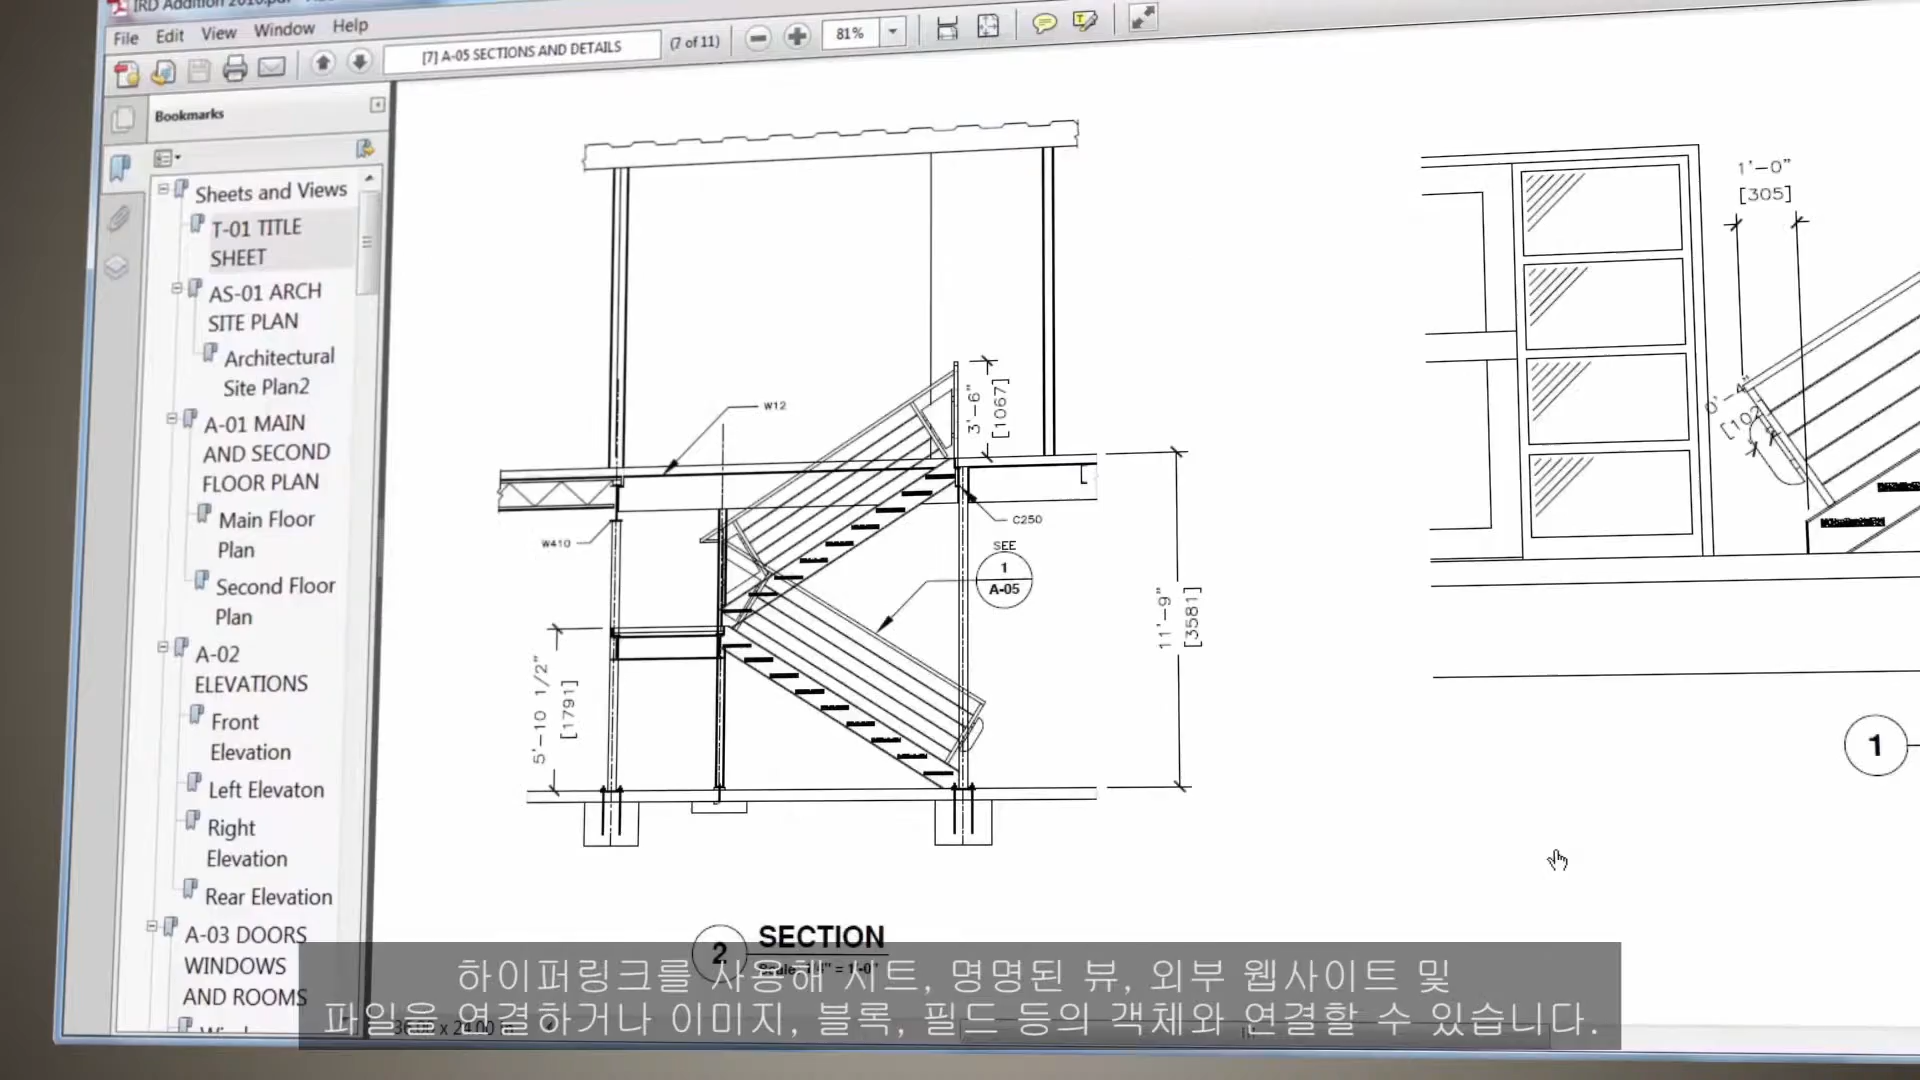 IRD Addition 2016.pdf
File Edit View Window Help
[7] A-05 SECTIONS AND DETAILS
(7 of 11)
81%
Bookmarks
Sheets and Views
T-01 TITLE
SHEET
AS-01 ARCH
SITE PLAN
Architectural
Site Plan2
A-01 MAIN
AND SECOND
FLOOR PLAN
Main Floor
Plan
Second Floor
Plan
A-02
ELEVATIONS
Front
Elevation
Left Elevaton
Right
Elevation
Rear Elevation
A-03 DOORS
WINDOWS
AND ROOMS
W12
3'-6"
[1067]
W410
C250
SEE
1
A-05
5'-10 1/2"
[1791]
11'-9"
[3581]
1'-0"
[305]
0'-4"
[102]
1
2
SECTION
하이퍼링크를 사용해 시트, 명명된 뷰, 외부 웹사이트 및
파일을 연결하거나 이미지, 블록, 필드 등의 객체와 연결할 수 있습니다.